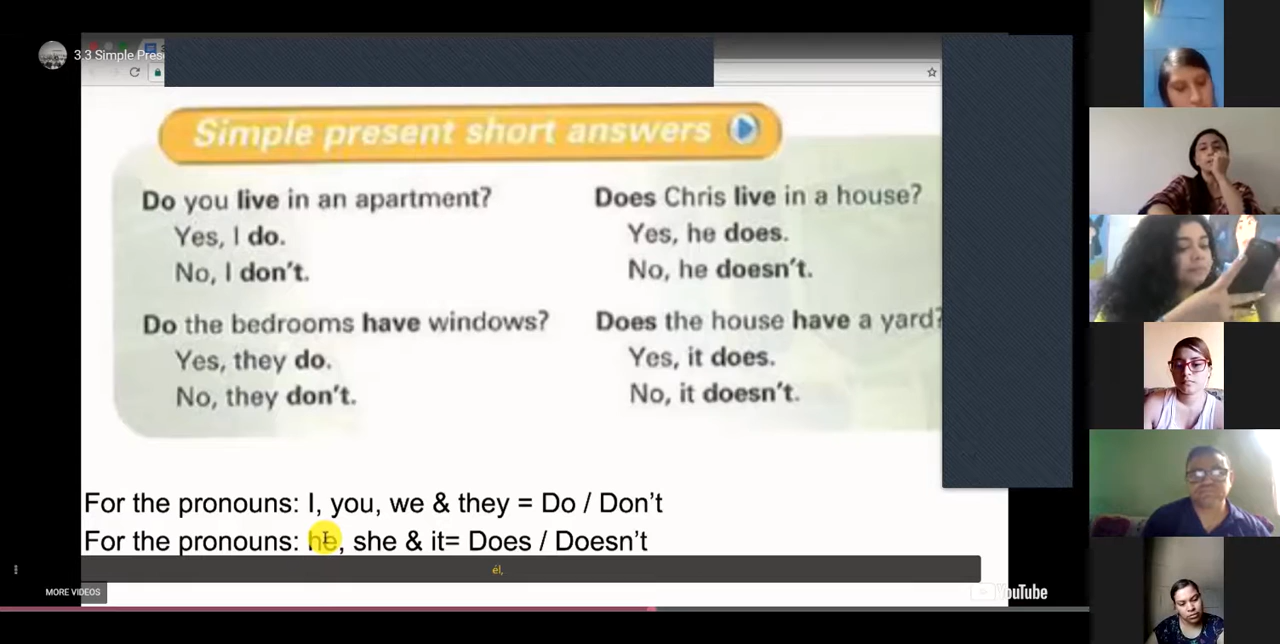 3.3 Simple Pres
Simple present short answers
Do you live in an apartment?
Yes, I do.
No, I don't.
Does Chris live in a house?
Yes, he does.
No, he doesn't.
Do the bedrooms have windows?
Yes, they do.
No, they don't.
Does the house have a yard?
Yes, it does.
No, it doesn't.
For the pronouns: I, you, we & they = Do / Don't
For the pronouns: he, she & it= Does / Doesn't
él,
MORE VIDEOS
YouTube